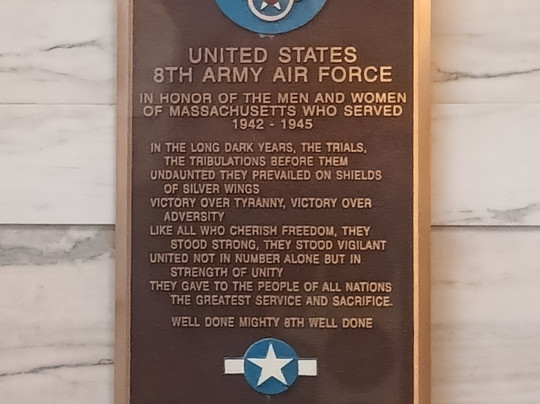 UNITED STATES
8TH ARMY AIR FORCE
IN HONOR OF THE MEN AND WOMEN
OF MASSACHUSETTS WHO SERVED
1942 - 1945
IN THE LONG DARK YEARS, THE TRIALS,
THE TRIBULATIONS BEFORE THEM
UNDAUNTED THEY PREVAILED ON SHIELDS
OF SILVER WINGS
VICTORY OVER TYRANNY, VICTORY OVER
ADVERSITY
LIKE ALL WHO CHERISH FREEDOM, THEY
STOOD STRONG, THEY STOOD VIGILANT
UNITED NOT IN NUMBER ALONE BUT IN
STRENGTH OF UNITY
THEY GAVE TO THE PEOPLE OF ALL NATIONS
THE GREATEST SERVICE AND SACRIFICE.
WELL DONE MIGHTY 8TH WELL DONE